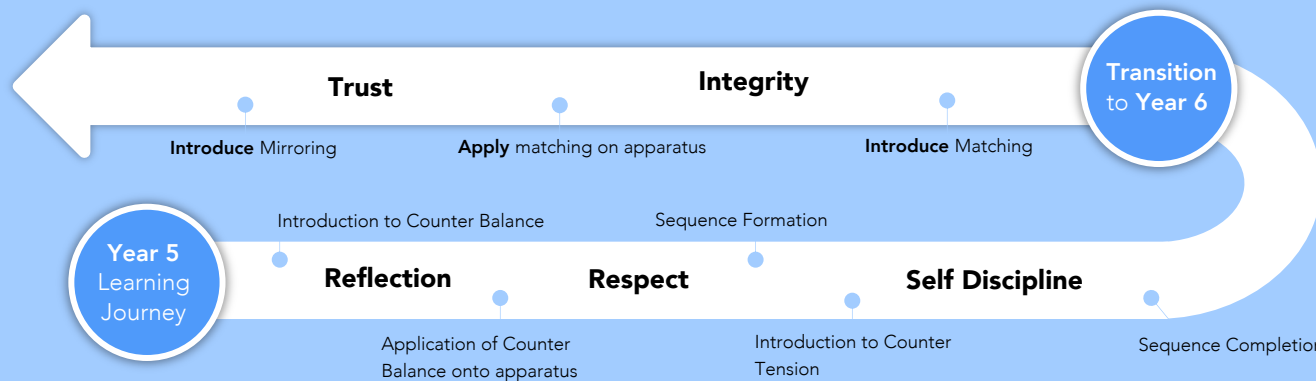 Trust
Integrity
Transition
to Year 6
Introduce Mirroring
Apply matching on apparatus
Introduce Matching
Introduction to Counter Balance
Sequence Formation
Year 5
Learning
Journey
Reflection
Respect
Self Discipline
Application of Counter
Balance onto apparatus
Introduction to Counter
Tension
Sequence Completion